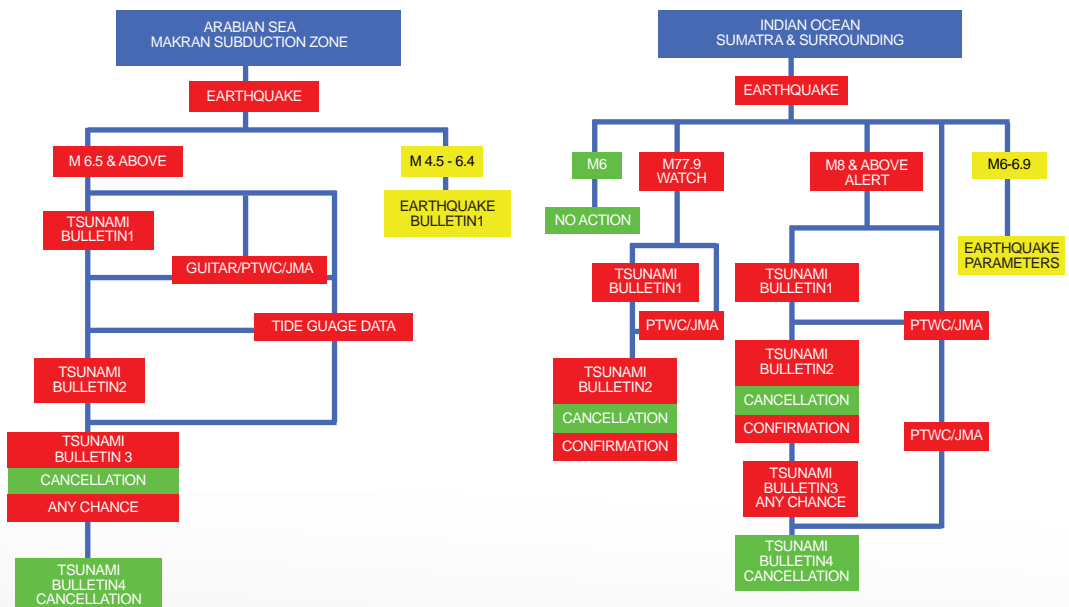 ARABIAN SEA
MAKRAN SUBDUCTION ZONE
EARTHQUAKE
M 6.5 & ABOVE
M 4.5 - 6.4
EARTHQUAKE
BULLETIN1
TSUNAMI
BULLETIN1
GUITAR/PTWC/JMA
TIDE GUAGE DATA
TSUNAMI
BULLETIN2
TSUNAMI
BULLETIN 3
CANCELLATION
ANY CHANCE
TSUNAMI
BULLETIN4
CANCELLATION
INDIAN OCEAN
SUMATRA & SURROUNDING
EARTHQUAKE
M6
NO ACTION
M77.9
WATCH
M8 & ABOVE
ALERT
M6-6.9
EARTHQUAKE
PARAMETERS
TSUNAMI
BULLETIN1
PTWC/JMA
TSUNAMI
BULLETIN2
CANCELLATION
CONFIRMATION
TSUNAMI
BULLETIN1
PTWC/JMA
TSUNAMI
BULLETIN2
CANCELLATION
CONFIRMATION
PTWC/JMA
TSUNAMI
BULLETIN3
ANY CHANCE
TSUNAMI
BULLETIN4
CANCELLATION